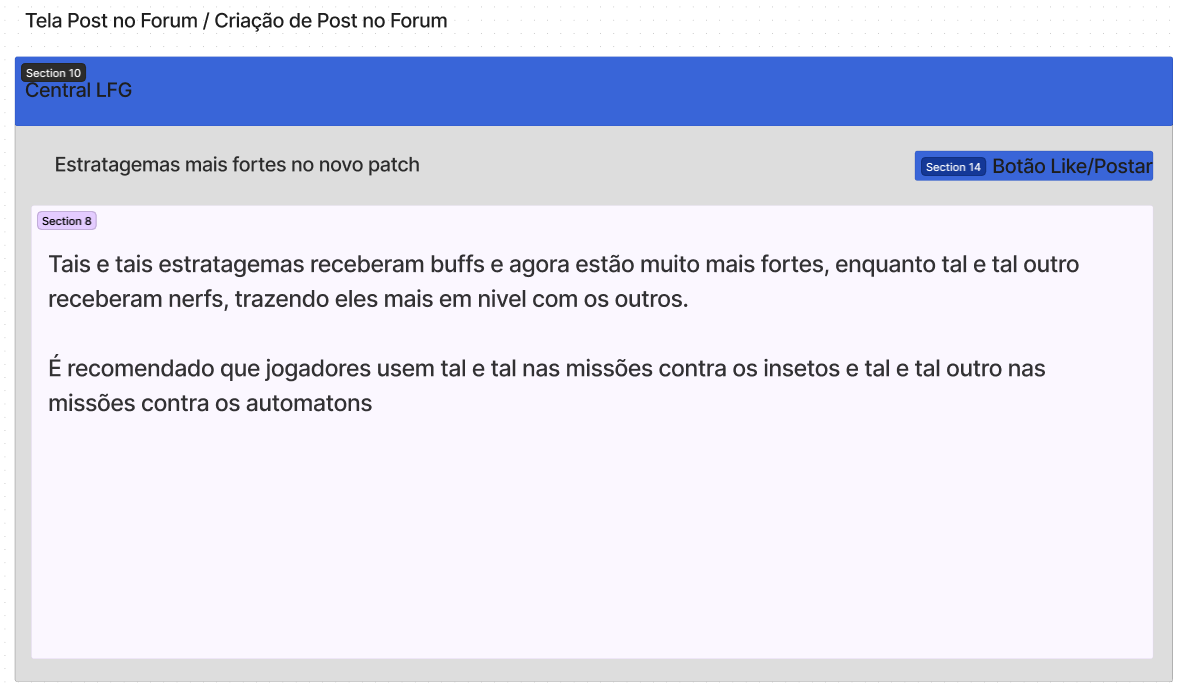 Tela Post no Forum / Criação de Post no Forum
Section 10
Central LFG
Estratagemas mais fortes no novo patch
Section 14 Botão Like/Postar
Section 8
Tais e tais estratagemas receberam buffs e agora estão muito mais fortes, enquanto tal e tal outro
receberam nerfs, trazendo eles mais em nivel com os outros.
É recomendado que jogadores usem tal e tal nas missões contra os insetos e tal e tal outro nas
missões contra os automatons